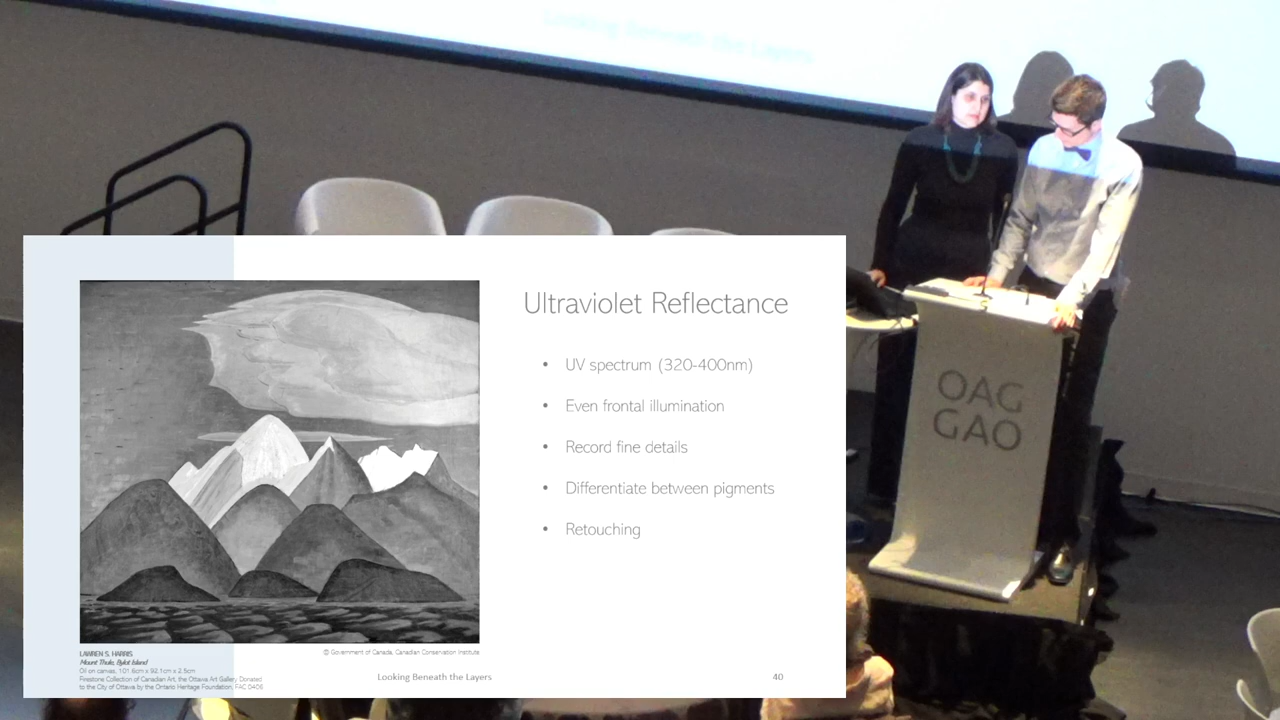 Looking Beneath the Layers
OAG
GAO
Ultraviolet Reflectance
• UV spectrum (320-400nm)
• Even frontal illumination
• Record fine details
• Differentiate between pigments
• Retouching
LAWREN S. HARRIS
Mount Thule, Bylot Island
Oil on canvas, 101.6cm x 92.1cm x 2.5cm
Firestone Collection of Canadian Art, the Ottawa Art Gallery: Donated
to the City of Ottawa by the Ontario Heritage Foundation. FAC 0406
© Government of Canada, Canadian Conservation Institute
Looking Beneath the Layers
40